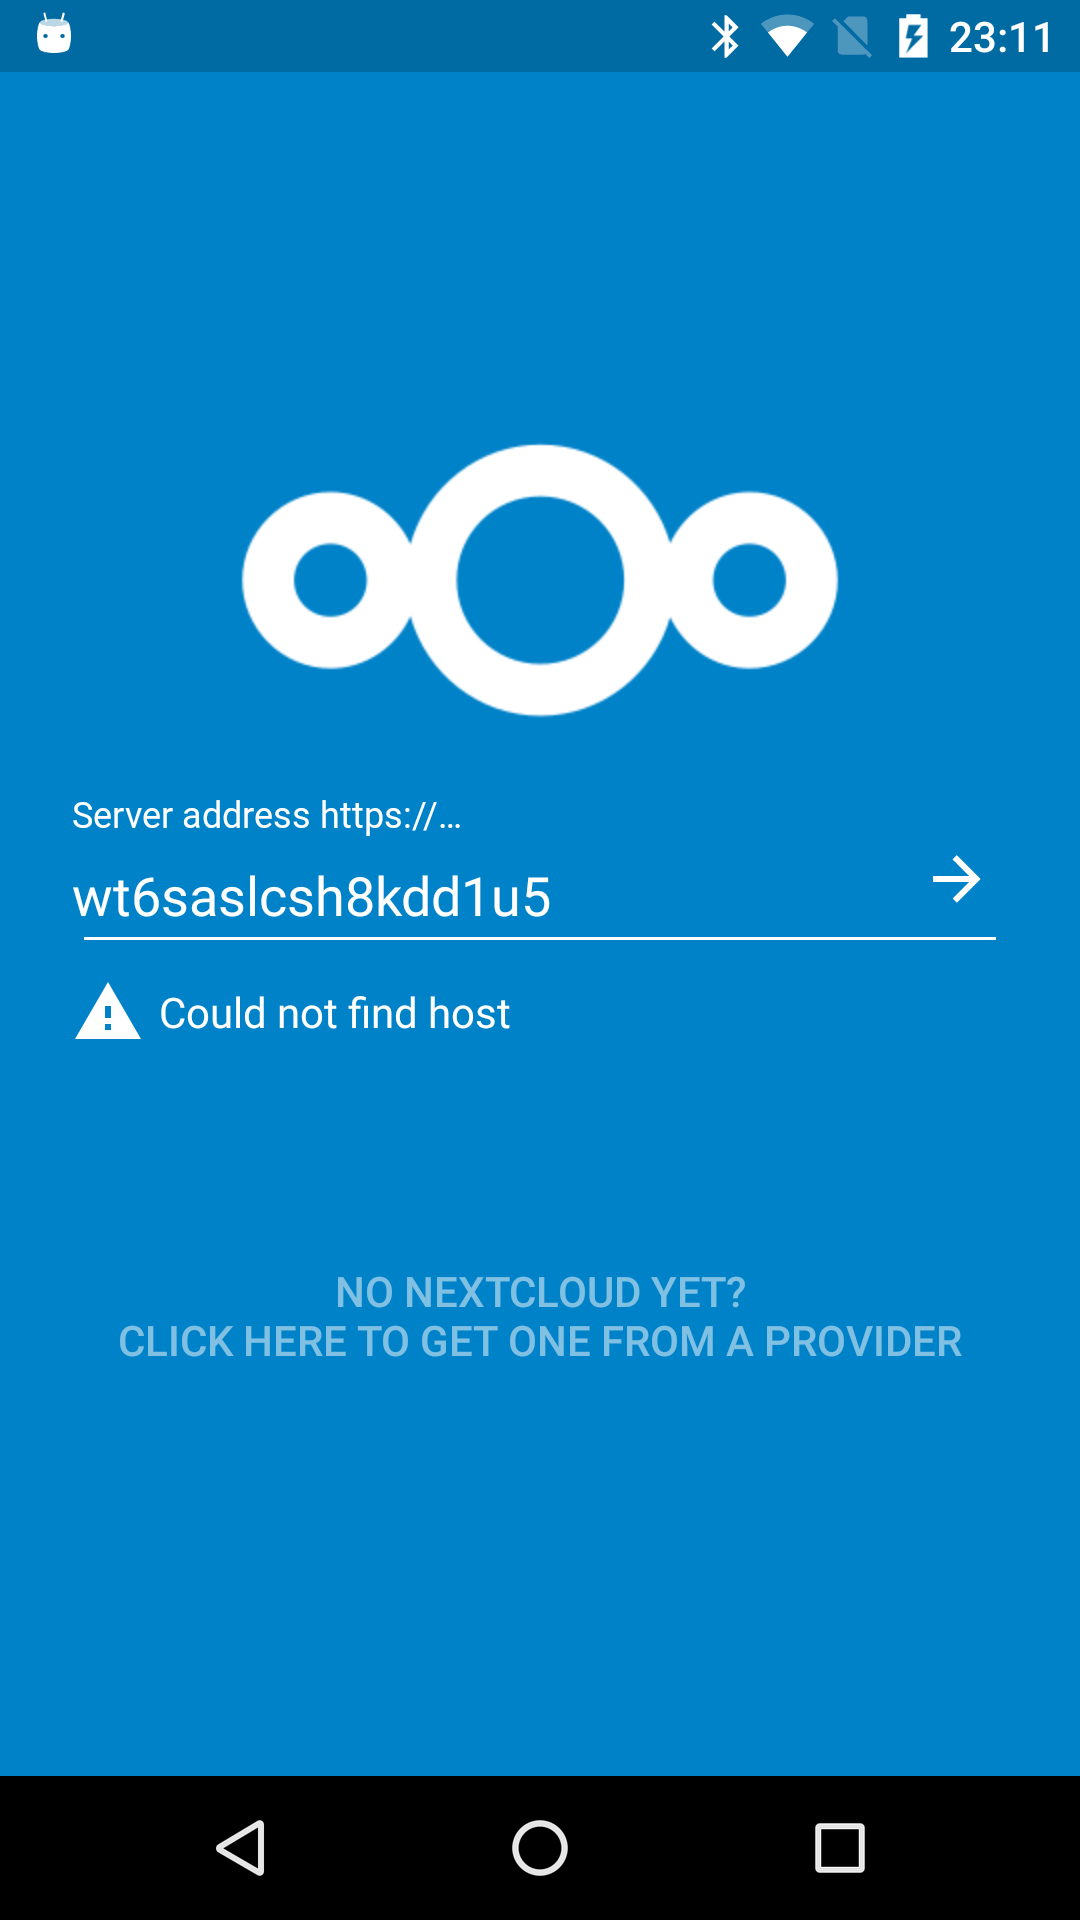 23:11
Server address https://…
wt6saslcsh8kdd1u5
Could not find host
NO NEXTCLOUD YET?
CLICK HERE TO GET ONE FROM A PROVIDER